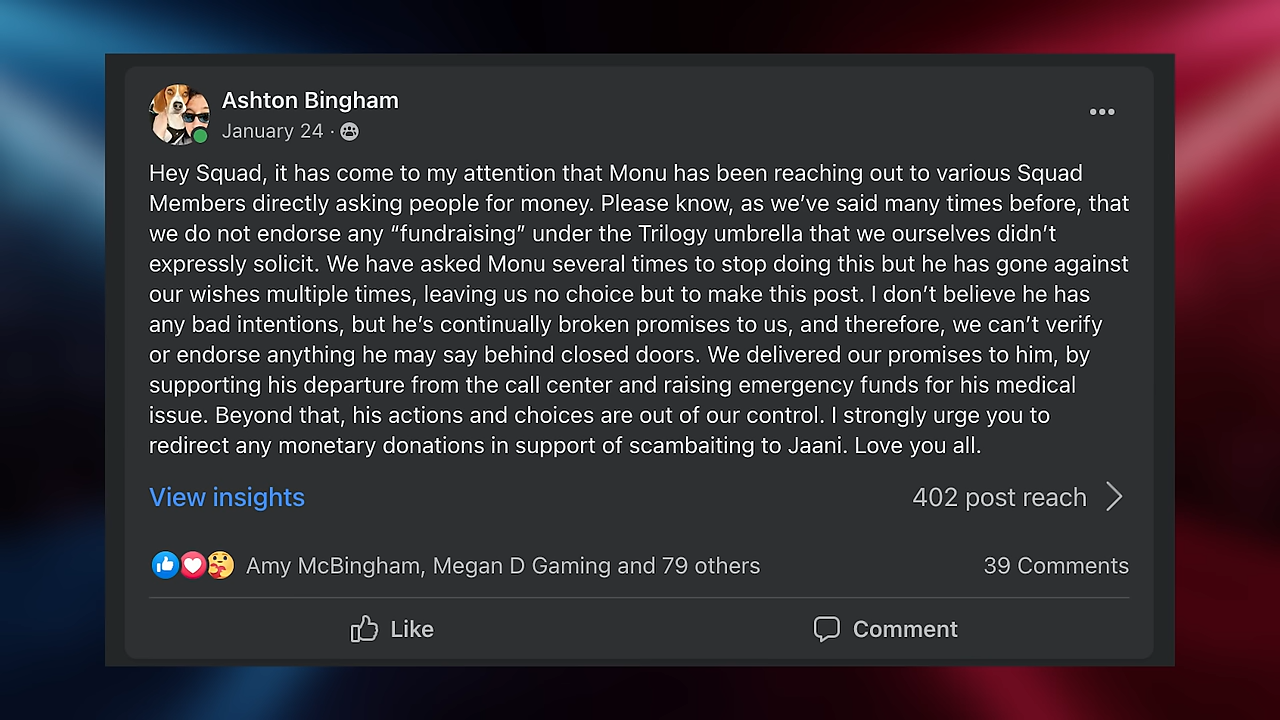 Ashton Bingham
January 24 ·
Hey Squad, it has come to my attention that Monu has been reaching out to various Squad
Members directly asking people for money. Please know, as we’ve said many times before, that
we do not endorse any “fundraising” under the Trilogy umbrella that we ourselves didn’t
expressly solicit. We have asked Monu several times to stop doing this but he has gone against
our wishes multiple times, leaving us no choice but to make this post. I don’t believe he has
any bad intentions, but he’s continually broken promises to us, and therefore, we can’t verify
or endorse anything he may say behind closed doors. We delivered our promises to him, by
supporting his departure from the call center and raising emergency funds for his medical
issue. Beyond that, his actions and choices are out of our control. I strongly urge you to
redirect any monetary donations in support of scambaiting to Jaani. Love you all.
View insights
402 post reach
Amy McBingham, Megan D Gaming and 79 others
39 Comments
Like
Comment